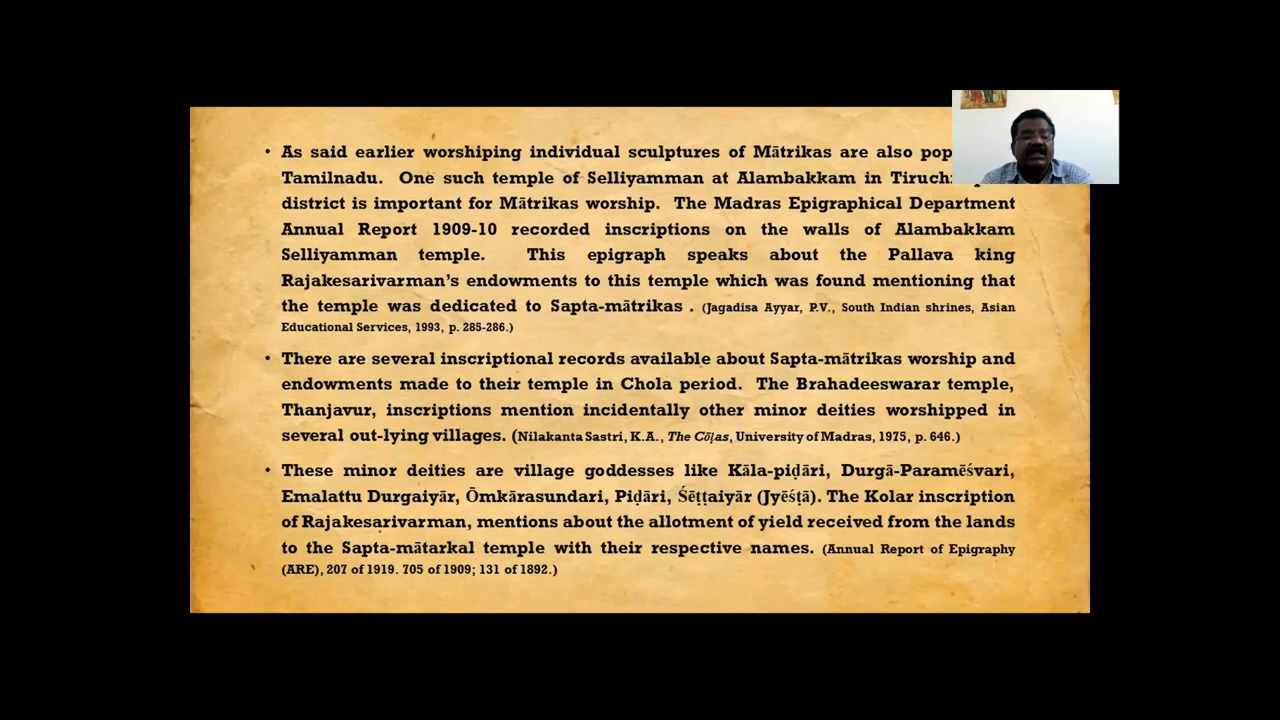 • As said earlier worshiping individual sculptures of Mātrikas are also
Tamilnadu. One such temple of Selliyamman at Alambakkam in
district is important for Mātrikas worship. The Madras Epigraphical Department
Annual Report 1909-10 recorded inscriptions on the walls of Alambakkam
Selliyamman temple. This epigraph speaks about the Pallava king
Rajakesarivarman's endowments to this temple which was found mentioning that
the temple was dedicated to Sapta-mātrikas . (Jagadisa Ayyar, P.V., South Indian shrines, Asian
Educational Services, 1993, p. 285-286.)
• There are several inscriptional records available about Sapta-mātrikas worship and
endowments made to their temple in Chola period. The Brahadeeswarar temple,
Thanjavur, inscriptions mention incidentally other minor deities worshipped in
several out-lying villages. (Nilakanta Sastri, K.A., The Cōḷas, University of Madras, 1975, p. 646.)
• These minor deities are village goddesses like Kāla-piḍāri, Durgā-Paramēśvari,
Emalattu Durgaiyār, Ōmkārasundari, Piḍāri, Śēṭṭaiyār (Jyēśṭā). The Kolar inscription
of Rajakesarivarman, mentions about the allotment of yield received from the lands
to the Sapta-mātarkal temple with their respective names. (Annual Report of Epigraphy
(ARE), 207 of 1919. 705 of 1909; 131 of 1892.)